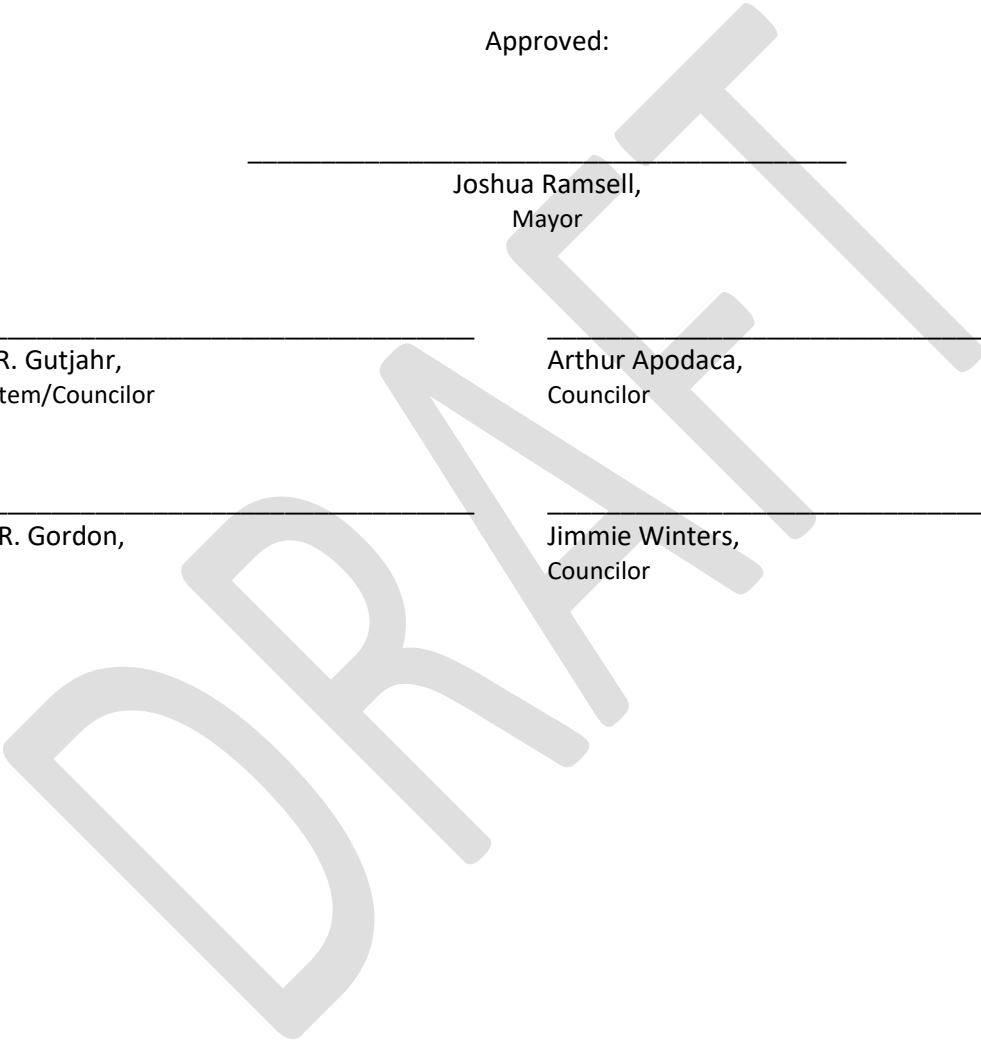 Approved:
Joshua Ramsell,
Mayor
R. Gutjahr,
tem/Councilor
Arthur Apodaca,
Councilor
R. Gordon,
Jimmie Winters,
Councilor
DRAFT